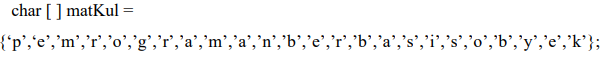 char [ ] matKul =
{‘p’,‘e’,’m’,’r’,’o’,’g’,’r’,’a’,’m’,’a’,’n’,’b’,’e’,’r’,’b’,’a’,’s’,’i’,’s’,’o’,’b’,’y’,’e’,’k’};